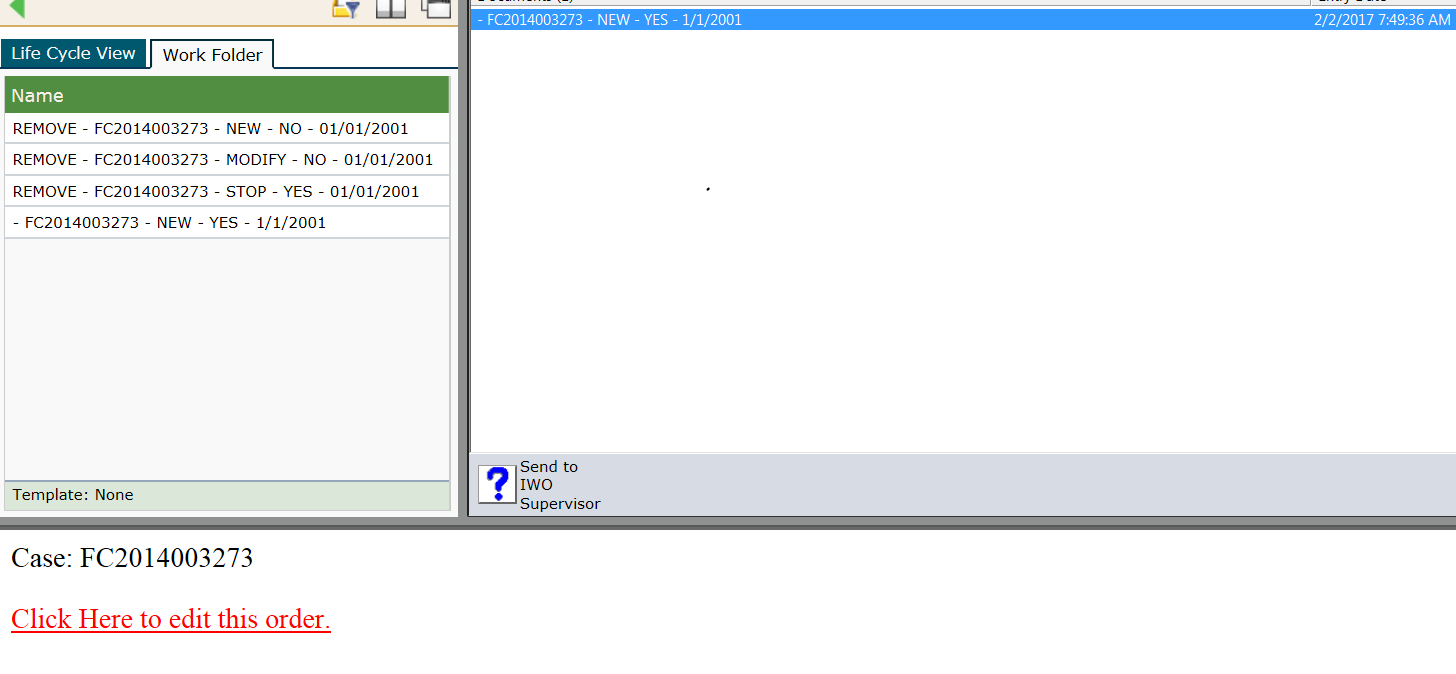 Life Cycle View
Work Folder
Name
REMOVE - FC2014003273 - NEW - NO - 01/01/2001
REMOVE - FC2014003273 - MODIFY - NO - 01/01/2001
REMOVE - FC2014003273 - STOP - YES - 01/01/2001
- FC2014003273 - NEW - YES - 1/1/2001
Template: None
- FC2014003273 - NEW - YES - 1/1/2001 2/2/2017 7:49:36 AM
Send to
IWO
Supervisor
Case: FC2014003273
Click Here to edit this order.